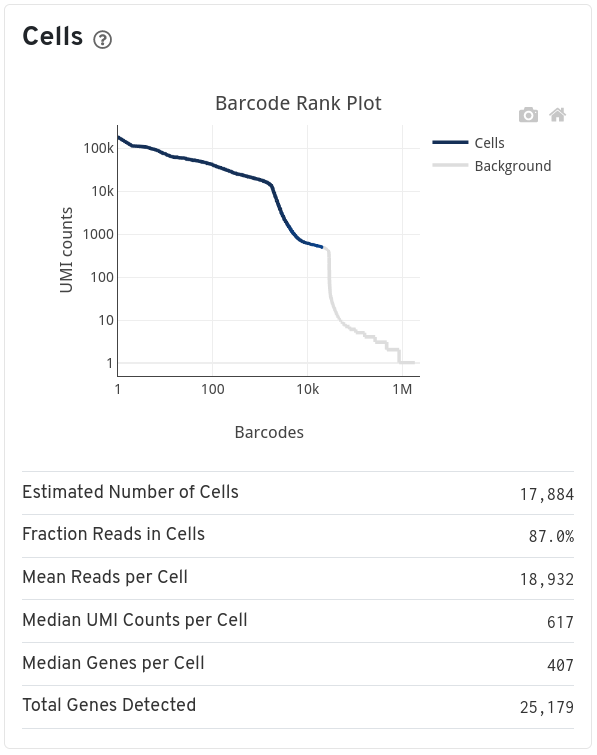 Cells ?
Barcode Rank Plot
Cells
Background
UMI counts
100k
10k
1000
100
10
1
1 100 10k 1M
Barcodes
Estimated Number of Cells 17,884
Fraction Reads in Cells 87.0%
Mean Reads per Cell 18,932
Median UMI Counts per Cell 617
Median Genes per Cell 407
Total Genes Detected 25,179